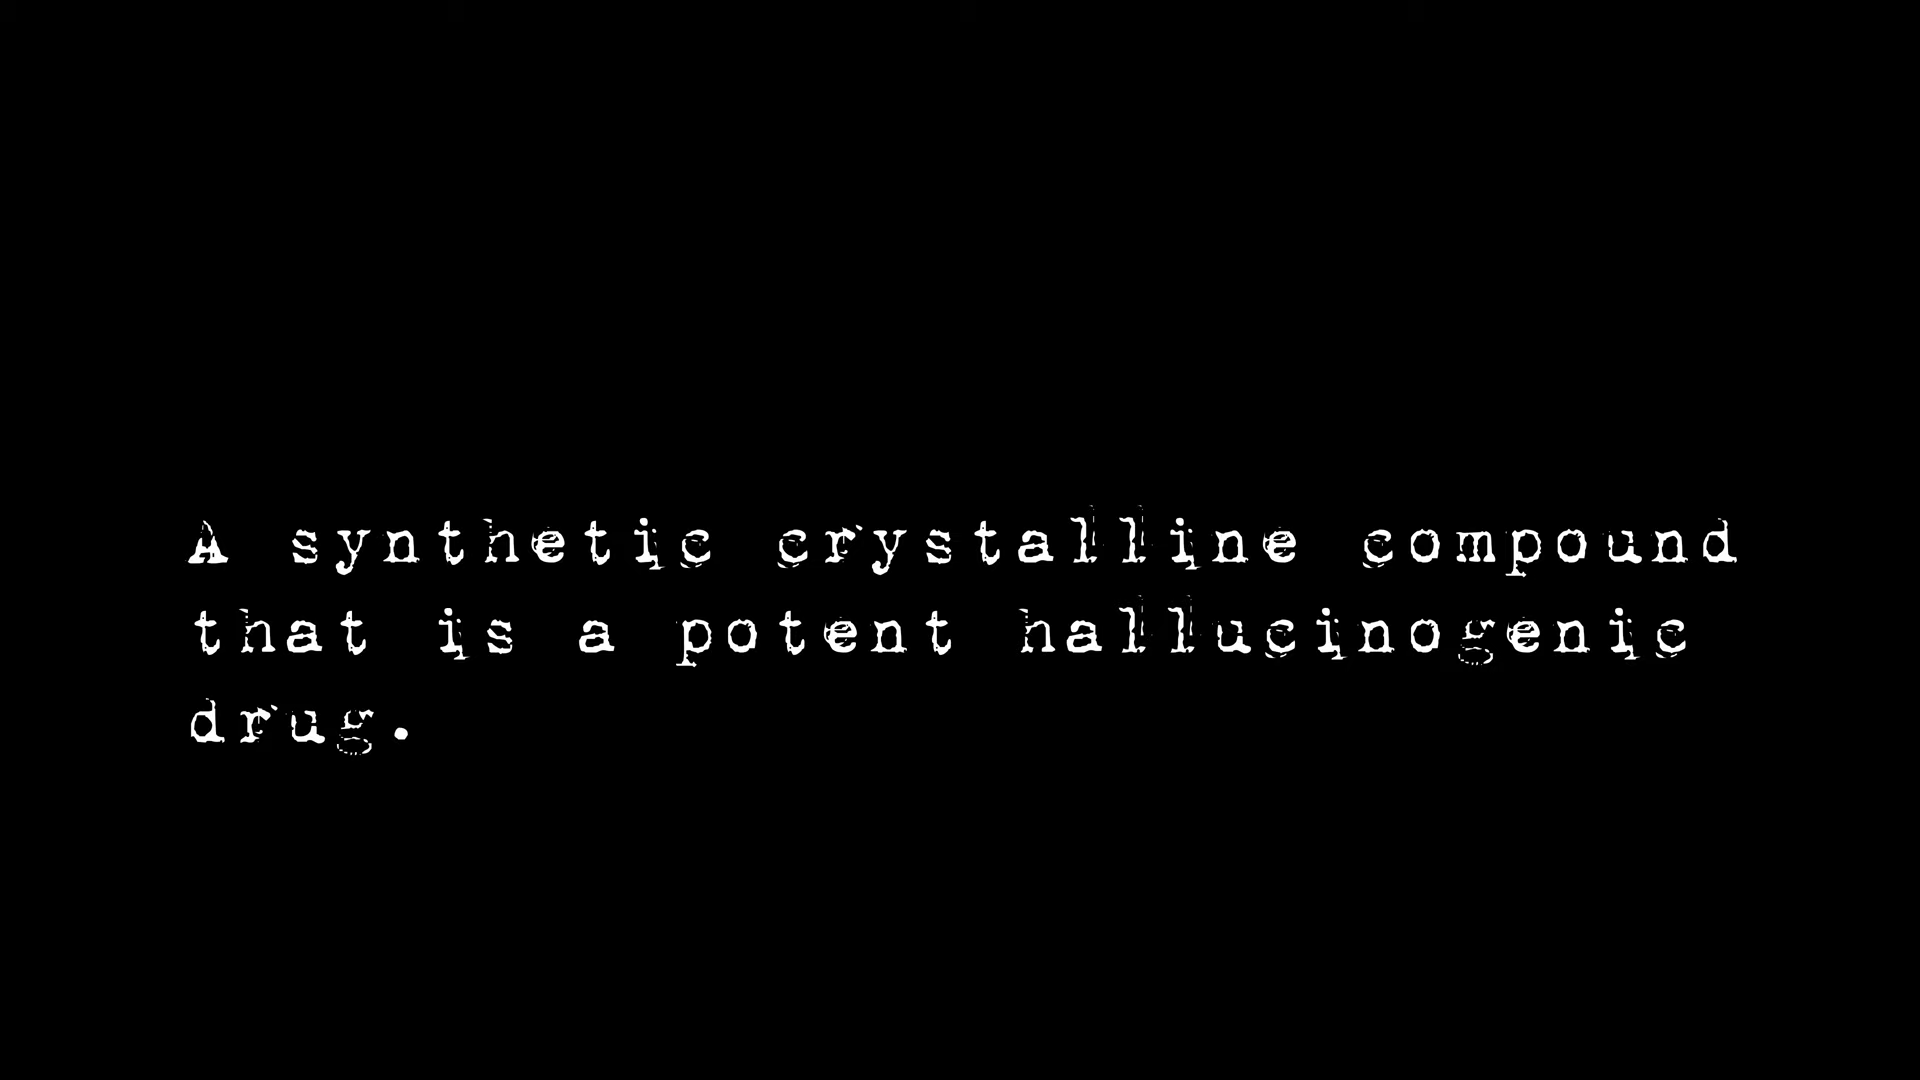 A synthetic crystalline compound
that is a potent hallucinogenic
drug.